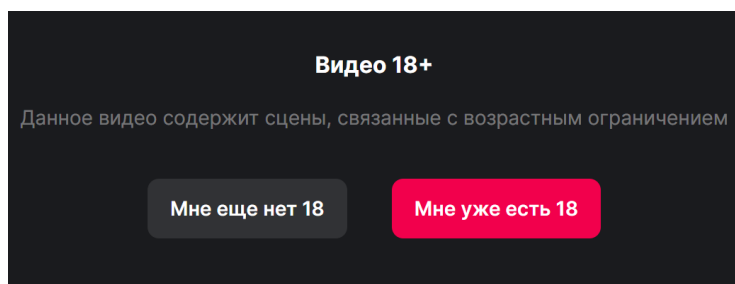 Видео 18+
Данное видео содержит сцены, связанные с возрастным ограничением
Мне еще нет 18
Мне уже есть 18